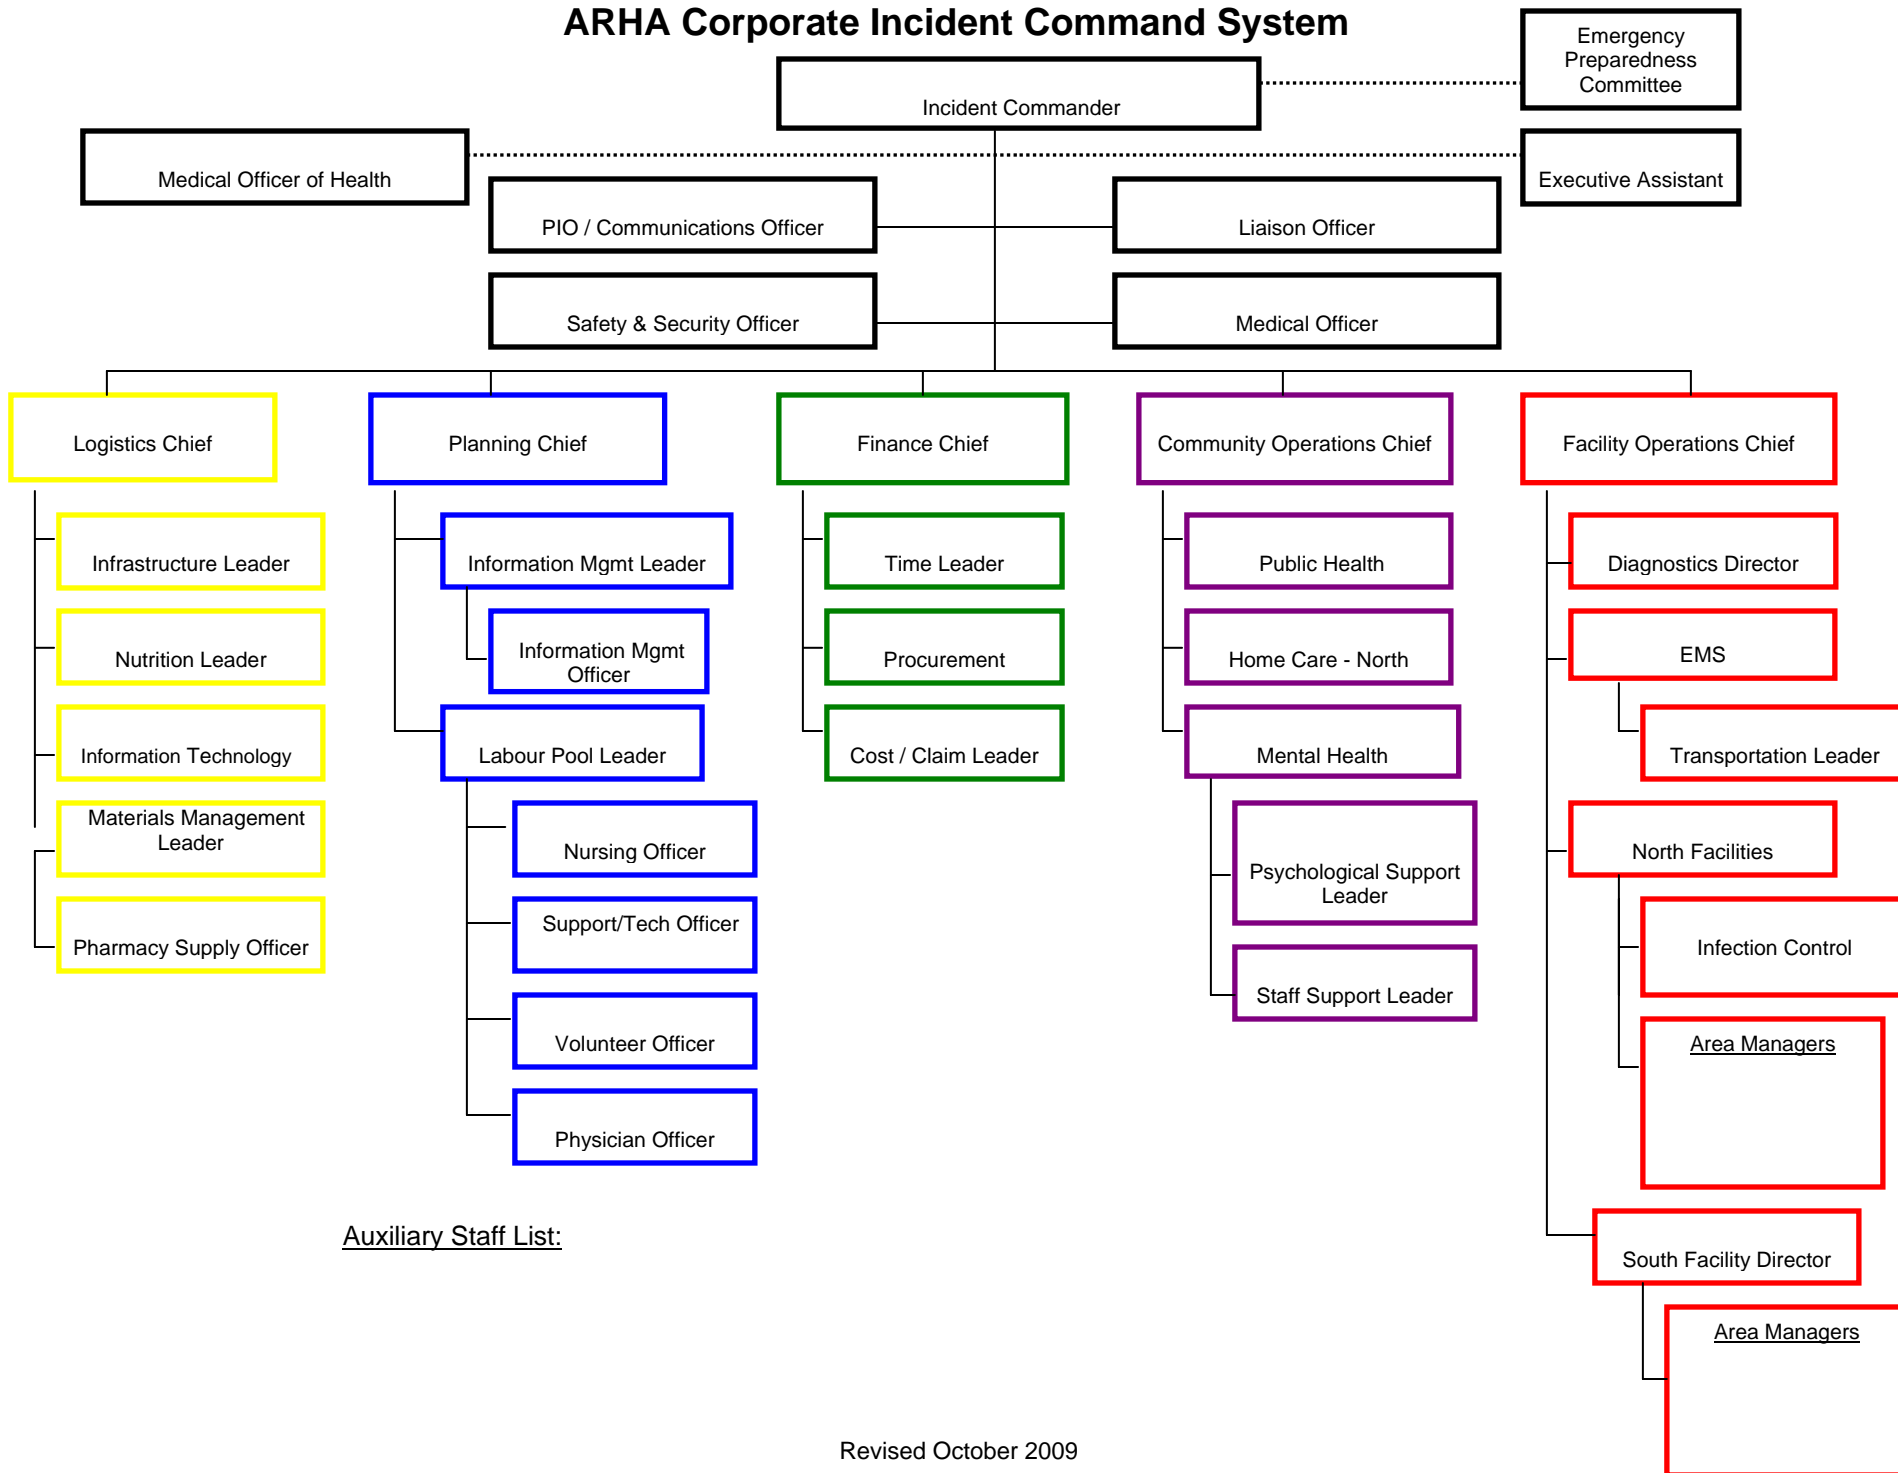 ARHA Corporate Incident Command System
Emergency
Preparedness
Committee
Incident Commander
Medical Officer of Health
Executive Assistant
PIO / Communications Officer
Liaison Officer
Safety & Security Officer
Medical Officer
Logistics Chief
Planning Chief
Finance Chief
Community Operations Chief
Facility Operations Chief
Infrastructure Leader
Nutrition Leader
Information Technology
Materials Management
Leader
Pharmacy Supply Officer
Information Mgmt Leader
Information Mgmt
Officer
Labour Pool Leader
Nursing Officer
Support/Tech Officer
Volunteer Officer
Physician Officer
Time Leader
Procurement
Cost / Claim Leader
Public Health
Home Care - North
Mental Health
Psychological Support
Leader
Staff Support Leader
Diagnostics Director
EMS
Transportation Leader
North Facilities
Infection Control
Area Managers
South Facility Director
Area Managers
Auxiliary Staff List:
Revised October 2009